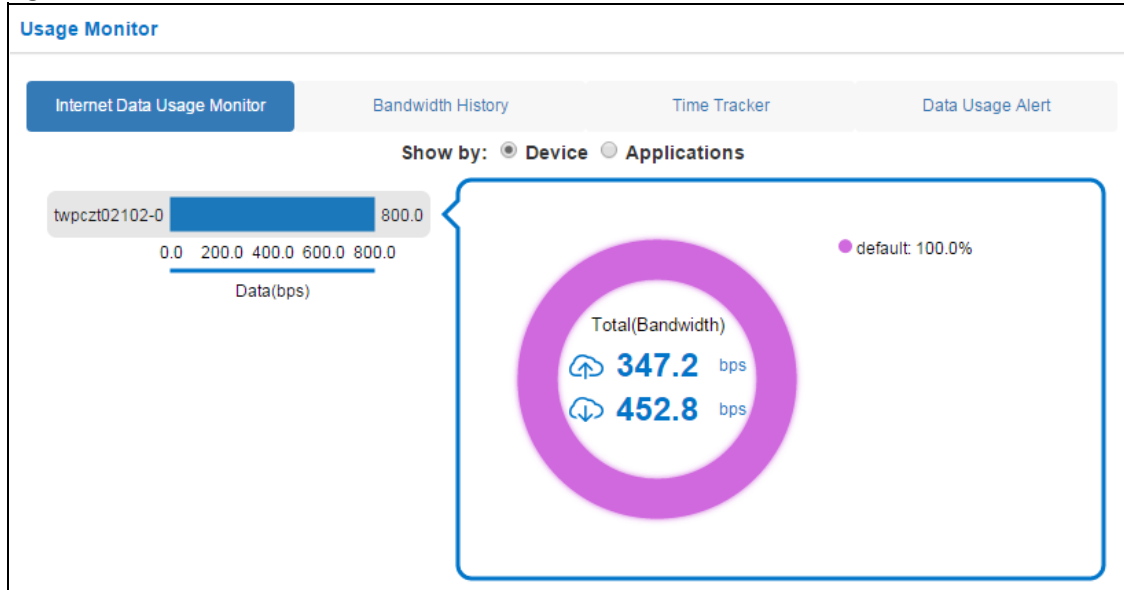 Usage Monitor
Internet Data Usage Monitor Bandwidth History Time Tracker Data Usage Alert
Show by: Device Applications
twpczt02102-0 800.0
0.0 200.0 400.0 600.0 800.0
Data(bps)
default: 100.0%
Total(Bandwidth)
347.2 bps
452.8 bps